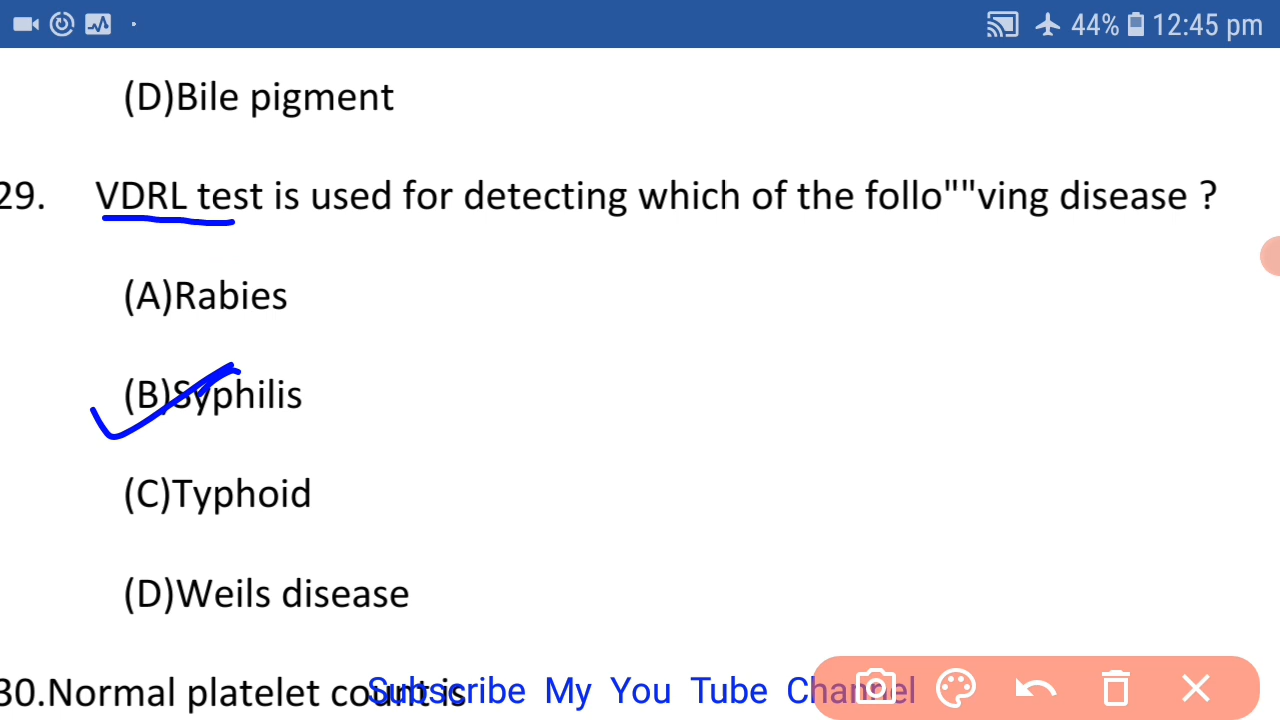 44% 12:45 pm
(D)Bile pigment
29. VDRL test is used for detecting which of the follo""ving disease ?
(A)Rabies
(B)Syphilis
(C)Typhoid
(D)Weils disease
30.Normal platelet count is
Subscribe My You Tube Channel